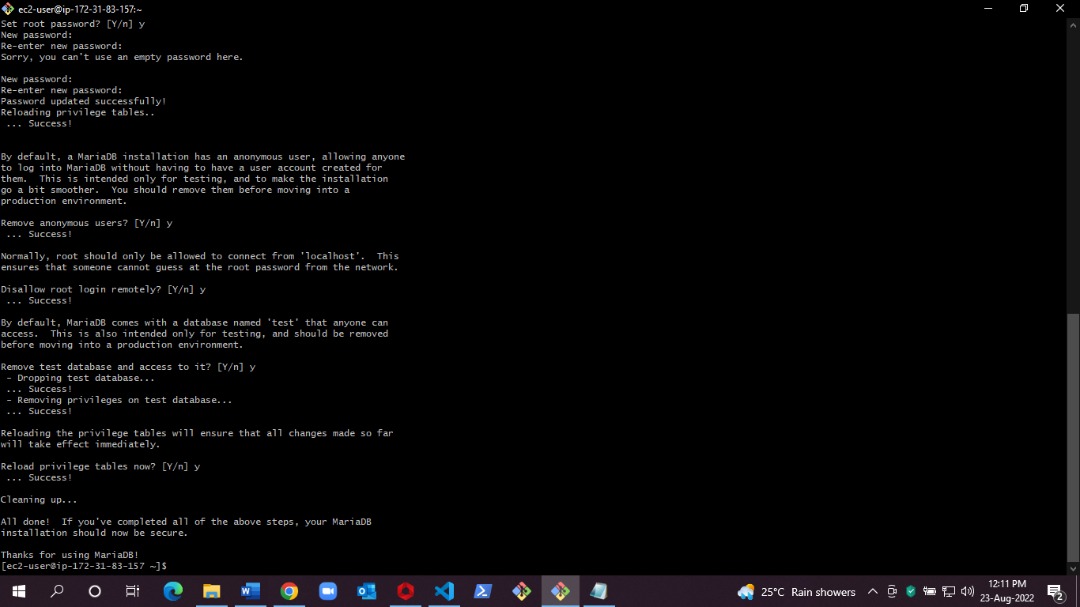 ec2-user@ip-172-31-83-157:~
Set root password? [Y/n] y
New password:
Re-enter new password:
Sorry, you can't use an empty password here.
New password:
Re-enter new password:
Password updated successfully!
Reloading privilege tables..
... Success!
By default, a MariaDB installation has an anonymous user, allowing anyone
to log into MariaDB without having to have a user account created for
them.  This is intended only for testing, and to make the installation
go a bit smoother.  You should remove them before moving into a
production environment.
Remove anonymous users? [Y/n] y
... Success!
Normally, root should only be allowed to connect from 'localhost'.  This
ensures that someone cannot guess at the root password from the network.
Disallow root login remotely? [Y/n] y
... Success!
By default, MariaDB comes with a database named 'test' that anyone can
access.  This is also intended only for testing, and should be removed
before moving into a production environment.
Remove test database and access to it? [Y/n] y
- Dropping test database...
... Success!
- Removing privileges on test database...
... Success!
Reloading the privilege tables will ensure that all changes made so far
will take effect immediately.
Reload privilege tables now? [Y/n] y
... Success!
Cleaning up...
All done!  If you've completed all of the above steps, your MariaDB
installation should now be secure.
Thanks for using MariaDB!
[ec2-user@ip-172-31-83-157 ~]$
25°C Rain showers
12:11 PM
23-Aug-2022
2